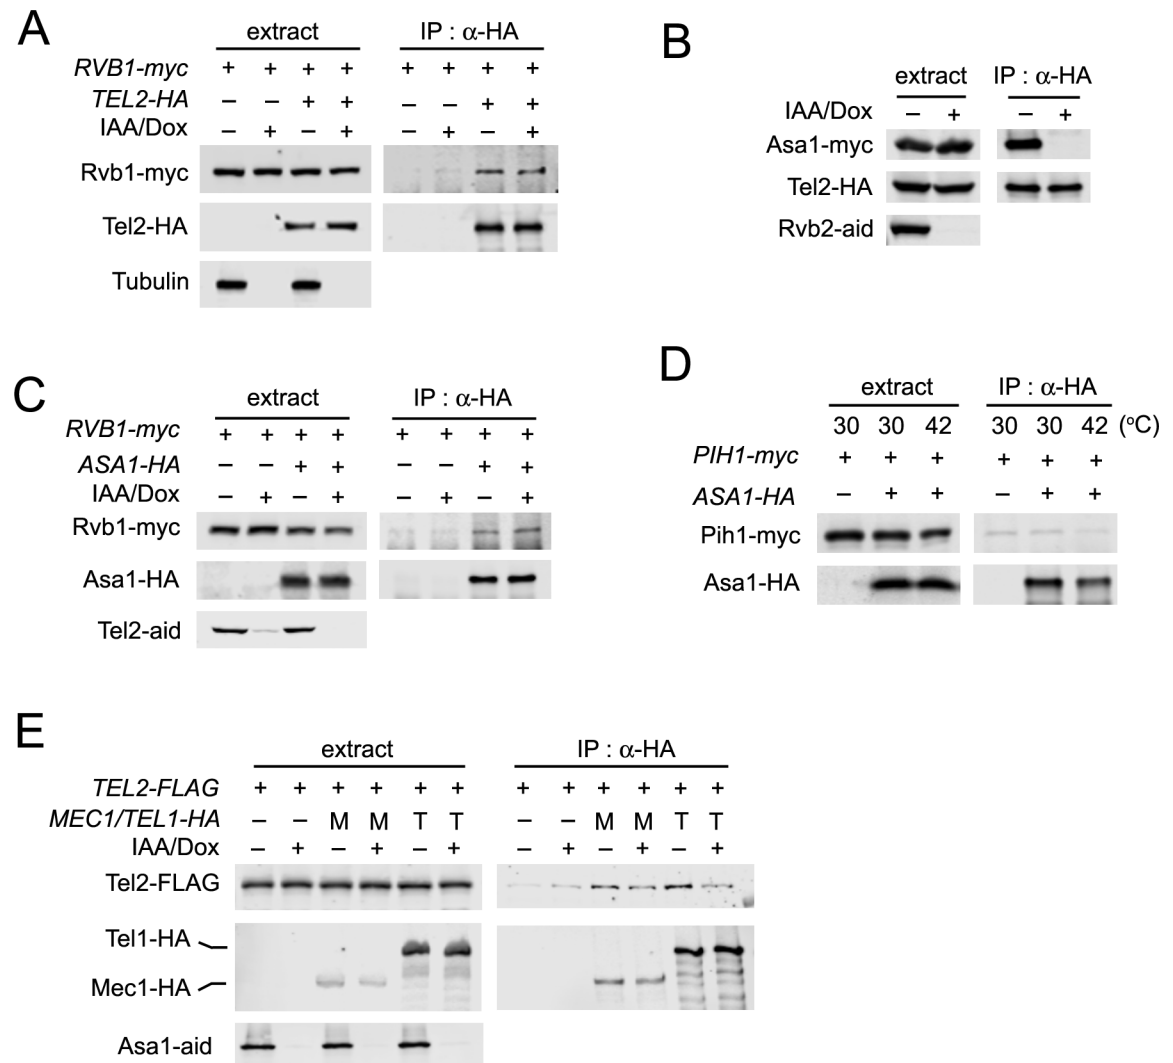 A
extract IP : α-HA
RVB1-myc + + + + + + + +
TEL2-HA – – + + – – + +
IAA/Dox – + – + – + – +
Rvb1-myc
Tel2-HA
Tubulin
B
extract IP : α-HA
IAA/Dox – + – +
Asa1-myc
Tel2-HA
Rvb2-aid
C
extract IP : α-HA
RVB1-myc + + + + + + + +
ASA1-HA – – + + – – + +
IAA/Dox – + – + – + – +
Rvb1-myc
Asa1-HA
Tel2-aid
D
extract IP : α-HA
30 30 42 30 30 42 (°C)
PIH1-myc + + + + + +
ASA1-HA – + + – + +
Pih1-myc
Asa1-HA
E
extract IP : α-HA
TEL2-FLAG + + + + + + + + + + + +
MEC1/TEL1-HA – – M M T T – – M M T T
IAA/Dox – + – + – + – + – + – +
Tel2-FLAG
Tel1-HA
Mec1-HA
Asa1-aid